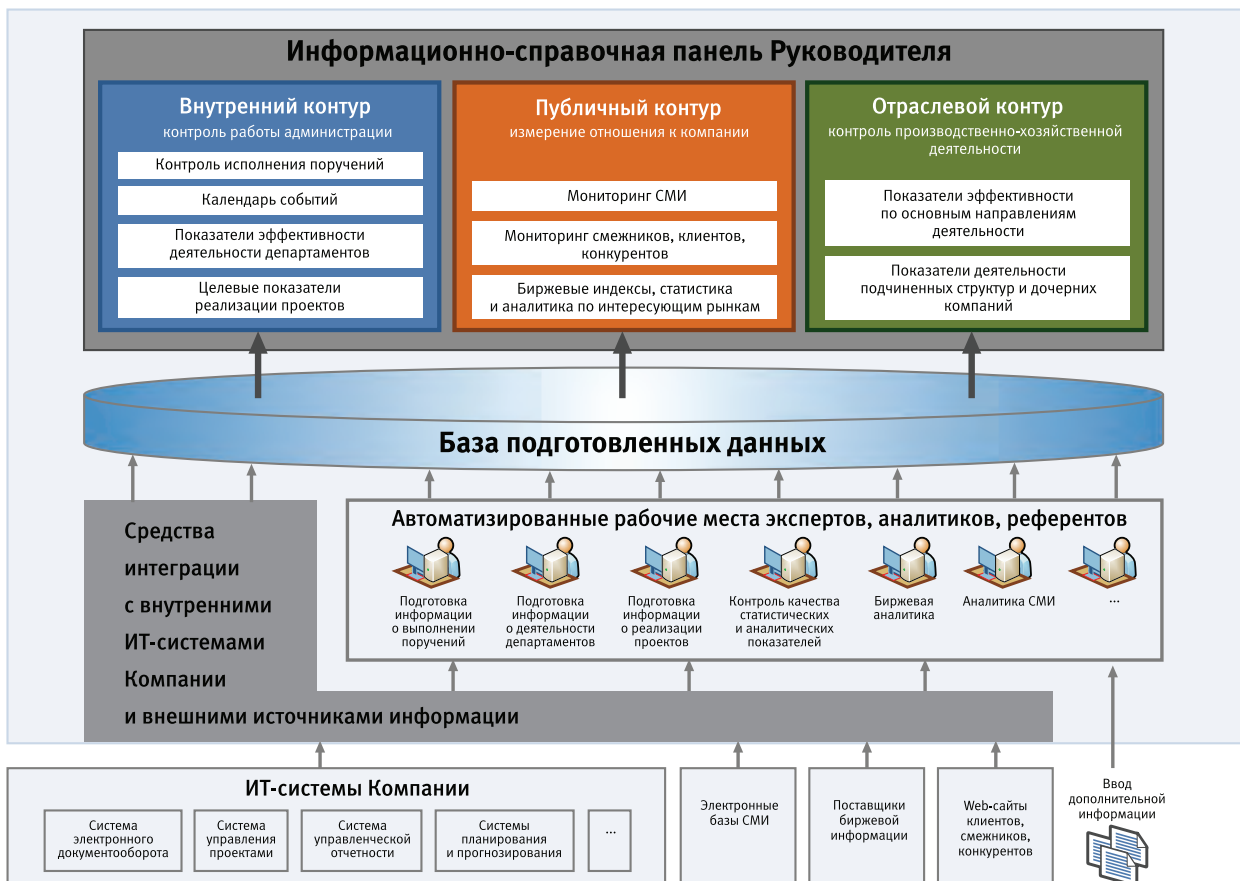 Информационно-справочная панель Руководителя
Внутренний контур
контроль работы администрации
Контроль исполнения поручений
Календарь событий
Показатели эффективности
деятельности департаментов
Целевые показатели
реализации проектов
Публичный контур
измерение отношения к компании
Мониторинг СМИ
Мониторинг смежников, клиентов,
конкурентов
Биржевые индексы, статистика
и аналитика по интересующим рынкам
Отраслевой контур
контроль производственно-хозяйственной
деятельности
Показатели эффективности
по основным направлениям
деятельности
Показатели деятельности
подчиненных структур и дочерних
компаний
База подготовленных данных
Средства
интеграции
с внутренними
ИТ-системами
Компании
и внешними источниками информации
Автоматизированные рабочие места экспертов, аналитиков, референтов
Подготовка
информации
о выполнении
поручений
Подготовка
информации
о деятельности
департаментов
Подготовка
информации
о реализации
проектов
Контроль качества
статистических
и аналитических
показателей
Биржевая
аналитика
Аналитика СМИ
...
ИТ-системы Компании
Система
электронного
документооборота
Система
управления
проектами
Система
управленческой
отчетности
Системы
планирования
и прогнозирования
...
Электронные
базы СМИ
Поставщики
биржевой
информации
Web-сайты
клиентов,
смежников,
конкурентов
Ввод
дополнительной
информации